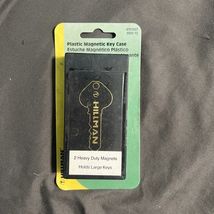 Plastic Magnetic Key Case
Estuche Magnético Plástico
HILLMAN
2 Heavy Duty Magnets
Holds Large Keys